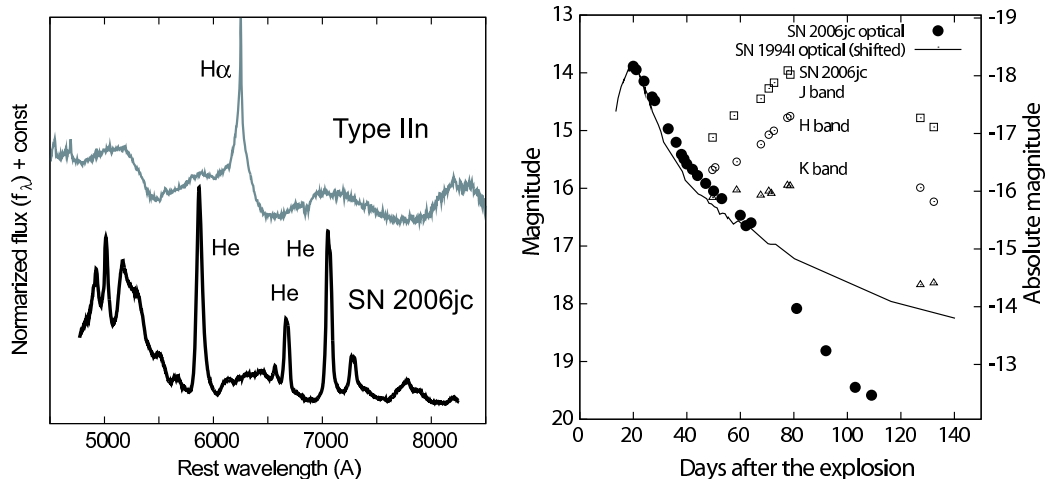 Normarized flux (f λ) + const
Hα
Type IIn
He
He
He
SN 2006jc
5000
6000
7000
8000
Rest wavelength (A)
13
14
15
16
17
18
19
20
Magnitude
SN 2006jc optical
SN 1994I optical (shifted)
SN 2006jc
J band
H band
K band
-19
-18
-17
-16
-15
-14
-13
Absolute magnitude
0
20
40
60
80
100
120
140
Days after the explosion